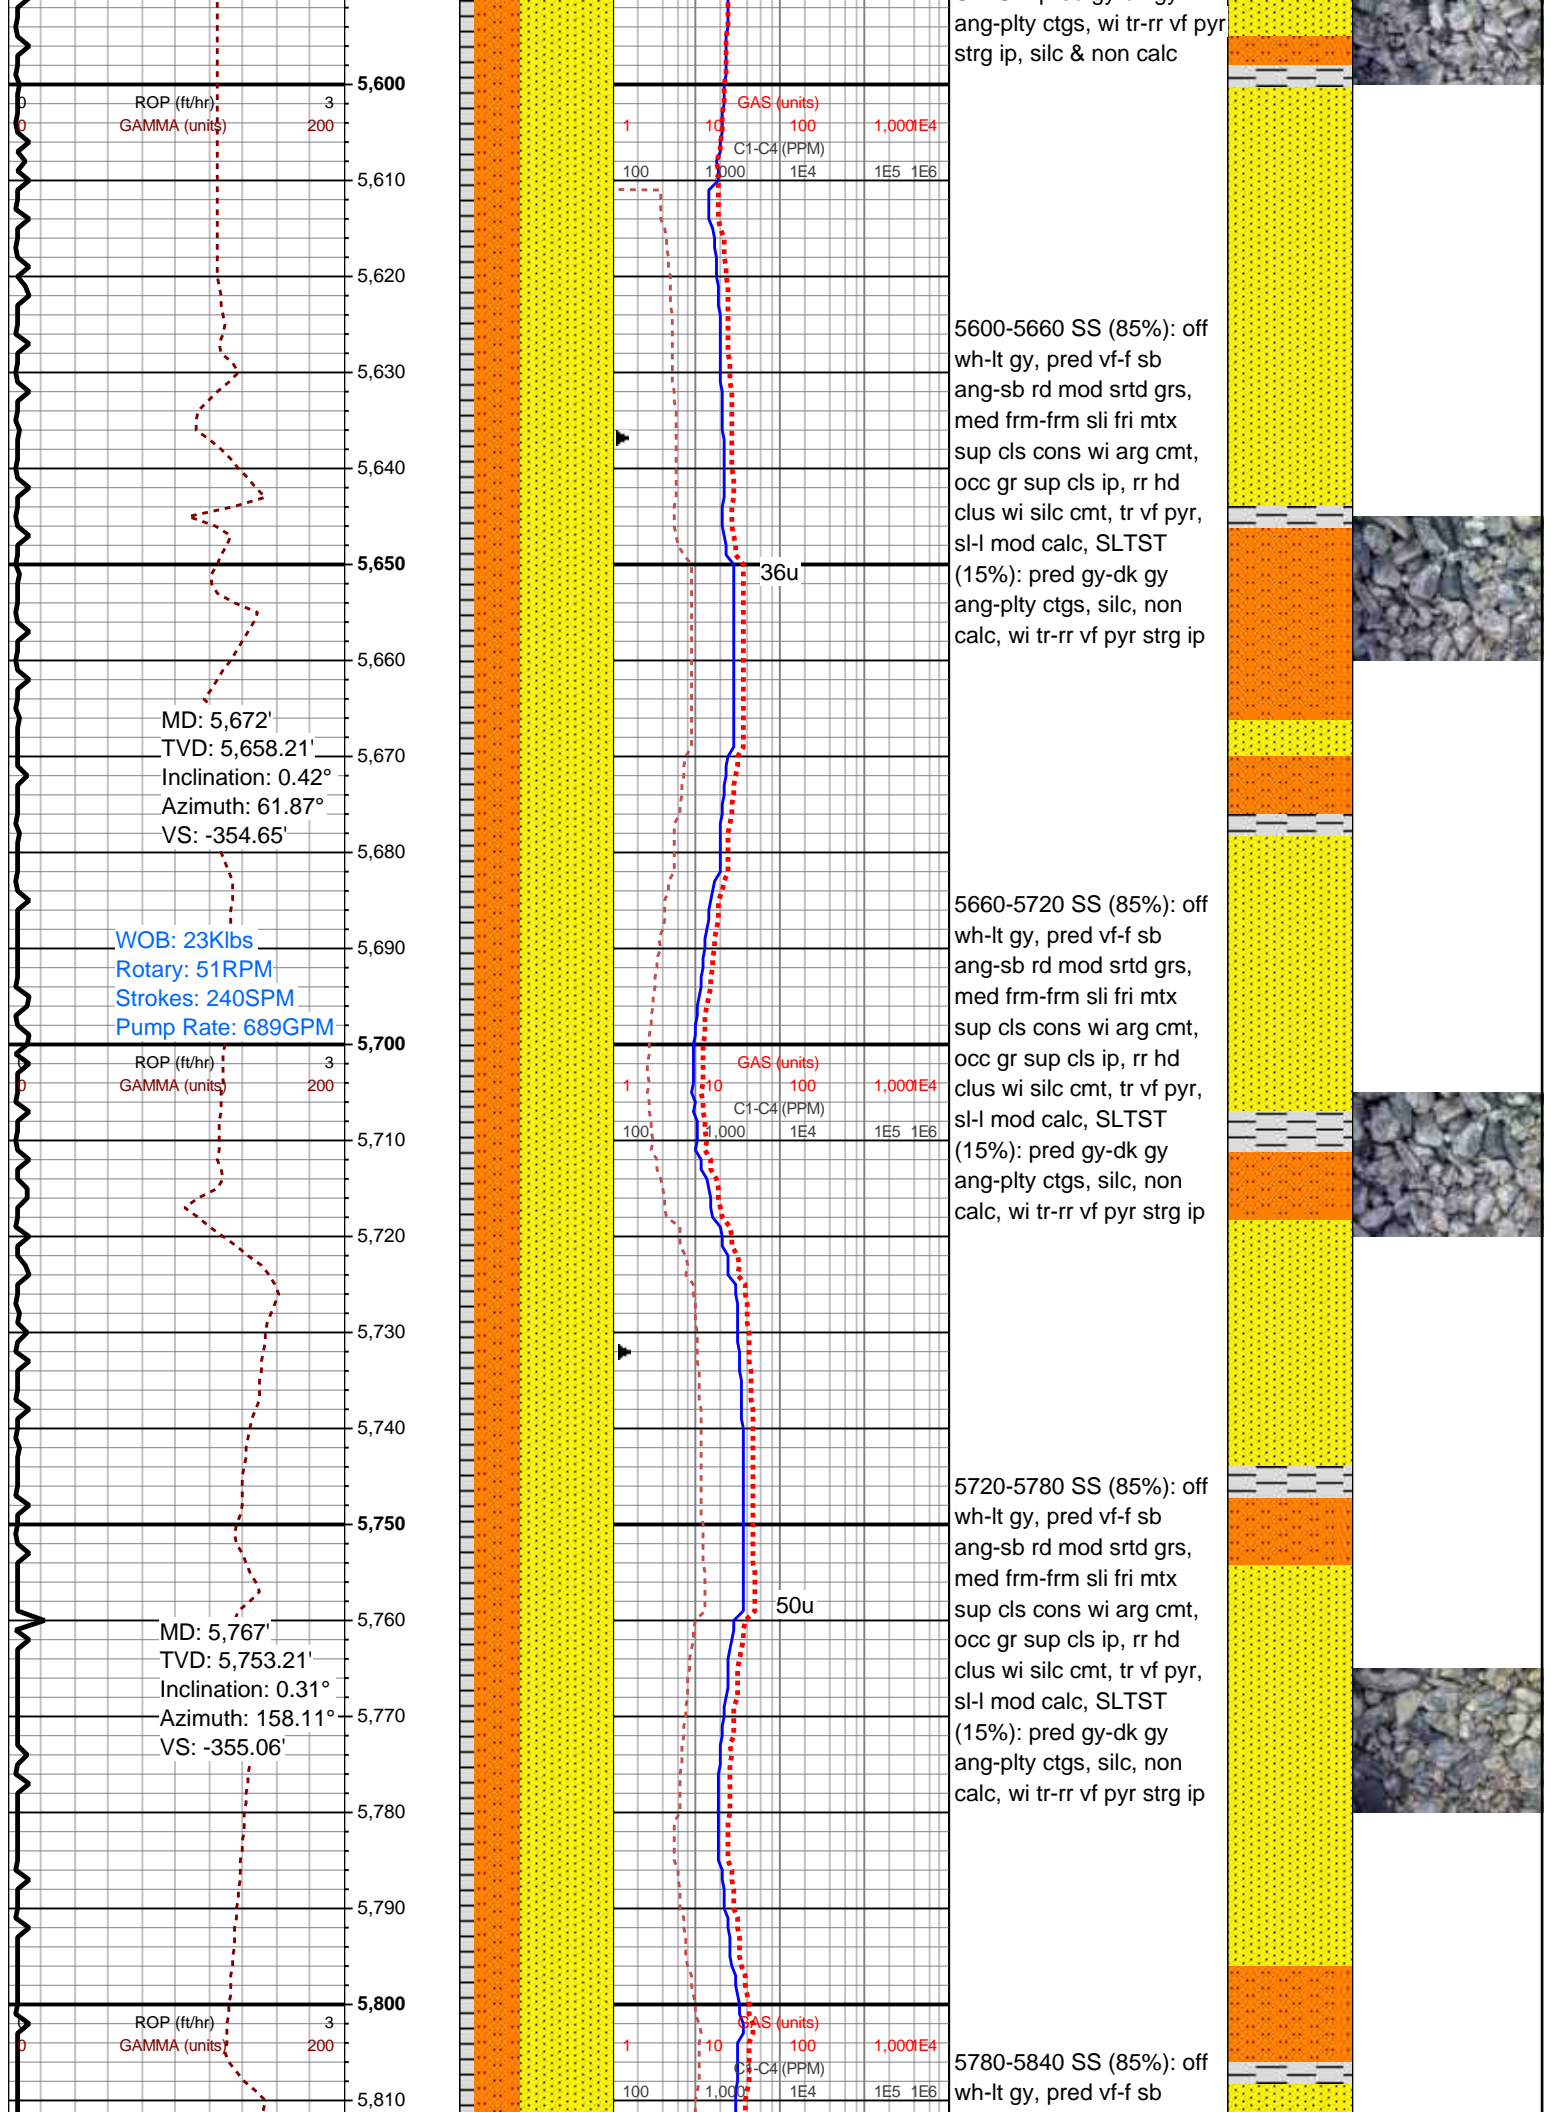 ang-plty ctgs, wi tr-rr vf pyr
strg ip, silc & non calc
5,600
ROP (ft/hr) 3
0 GAMMA (units) 200
GAS (units)
1 10 100 1,000 1E4
C1-C4 (PPM)
100 1,000 1E4 1E5 1E6
5,610
5,620
5600-5660 SS (85%): off
wh-lt gy, pred vf-f sb
ang-sb rd mod srtd grs,
med frm-frm sli fri mtx
sup cls cons wi arg cmt,
occ gr sup cls ip, rr hd
clus wi silc cmt, tr vf pyr,
sl-l mod calc, SLTST
(15%): pred gy-dk gy
ang-plty ctgs, silc, non
calc, wi tr-rr vf pyr strg ip
5,630
5,640
5,650
36u
5,660
MD: 5,672'
TVD: 5,658.21'
Inclination: 0.42°
Azimuth: 61.87°
VS: -354.65'
5,670
5,680
5660-5720 SS (85%): off
wh-lt gy, pred vf-f sb
ang-sb rd mod srtd grs,
med frm-frm sli fri mtx
sup cls cons wi arg cmt,
occ gr sup cls ip, rr hd
clus wi silc cmt, tr vf pyr,
sl-l mod calc, SLTST
(15%): pred gy-dk gy
ang-plty ctgs, silc, non
calc, wi tr-rr vf pyr strg ip
WOB: 23Klbs
Rotary: 51RPM
Strokes: 240SPM
Pump Rate: 689GPM
5,690
5,700
ROP (ft/hr) 3
0 GAMMA (units) 200
GAS (units)
1 10 100 1,000 1E4
C1-C4 (PPM)
100 1,000 1E4 1E5 1E6
5,710
5,720
5,730
5,740
5,750
5720-5780 SS (85%): off
wh-lt gy, pred vf-f sb
ang-sb rd mod srtd grs,
med frm-frm sli fri mtx
sup cls cons wi arg cmt,
occ gr sup cls ip, rr hd
clus wi silc cmt, tr vf pyr,
sl-l mod calc, SLTST
(15%): pred gy-dk gy
ang-plty ctgs, silc, non
calc, wi tr-rr vf pyr strg ip
50u
5,760
MD: 5,767'
TVD: 5,753.21'
Inclination: 0.31°
Azimuth: 158.11°
VS: -355.06'
5,770
5,780
5,790
5,800
ROP (ft/hr) 3
0 GAMMA (units) 200
GAS (units)
1 10 100 1,000 1E4
C1-C4 (PPM)
100 1,000 1E4 1E5 1E6
5,810
5780-5840 SS (85%): off
wh-lt gy, pred vf-f sb